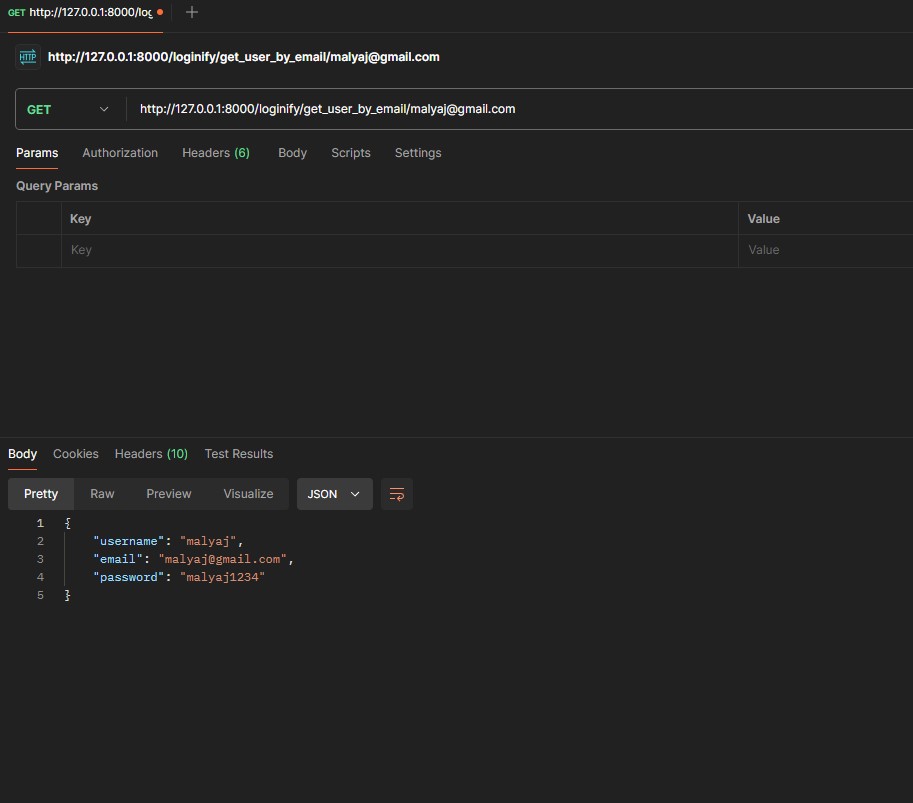 GET http://127.0.0.1:8000/log
HTTP http://127.0.0.1:8000/loginify/get_user_by_email/malyaj@gmail.com
GET http://127.0.0.1:8000/loginify/get_user_by_email/malyaj@gmail.com
Params Authorization Headers (6) Body Scripts Settings
Query Params
Key Value
Key Value
Body Cookies Headers (10) Test Results
Pretty Raw Preview Visualize JSON
1 {
2 "username": "malyaj",
3 "email": "malyaj@gmail.com",
4 "password": "malyaj1234"
5 }